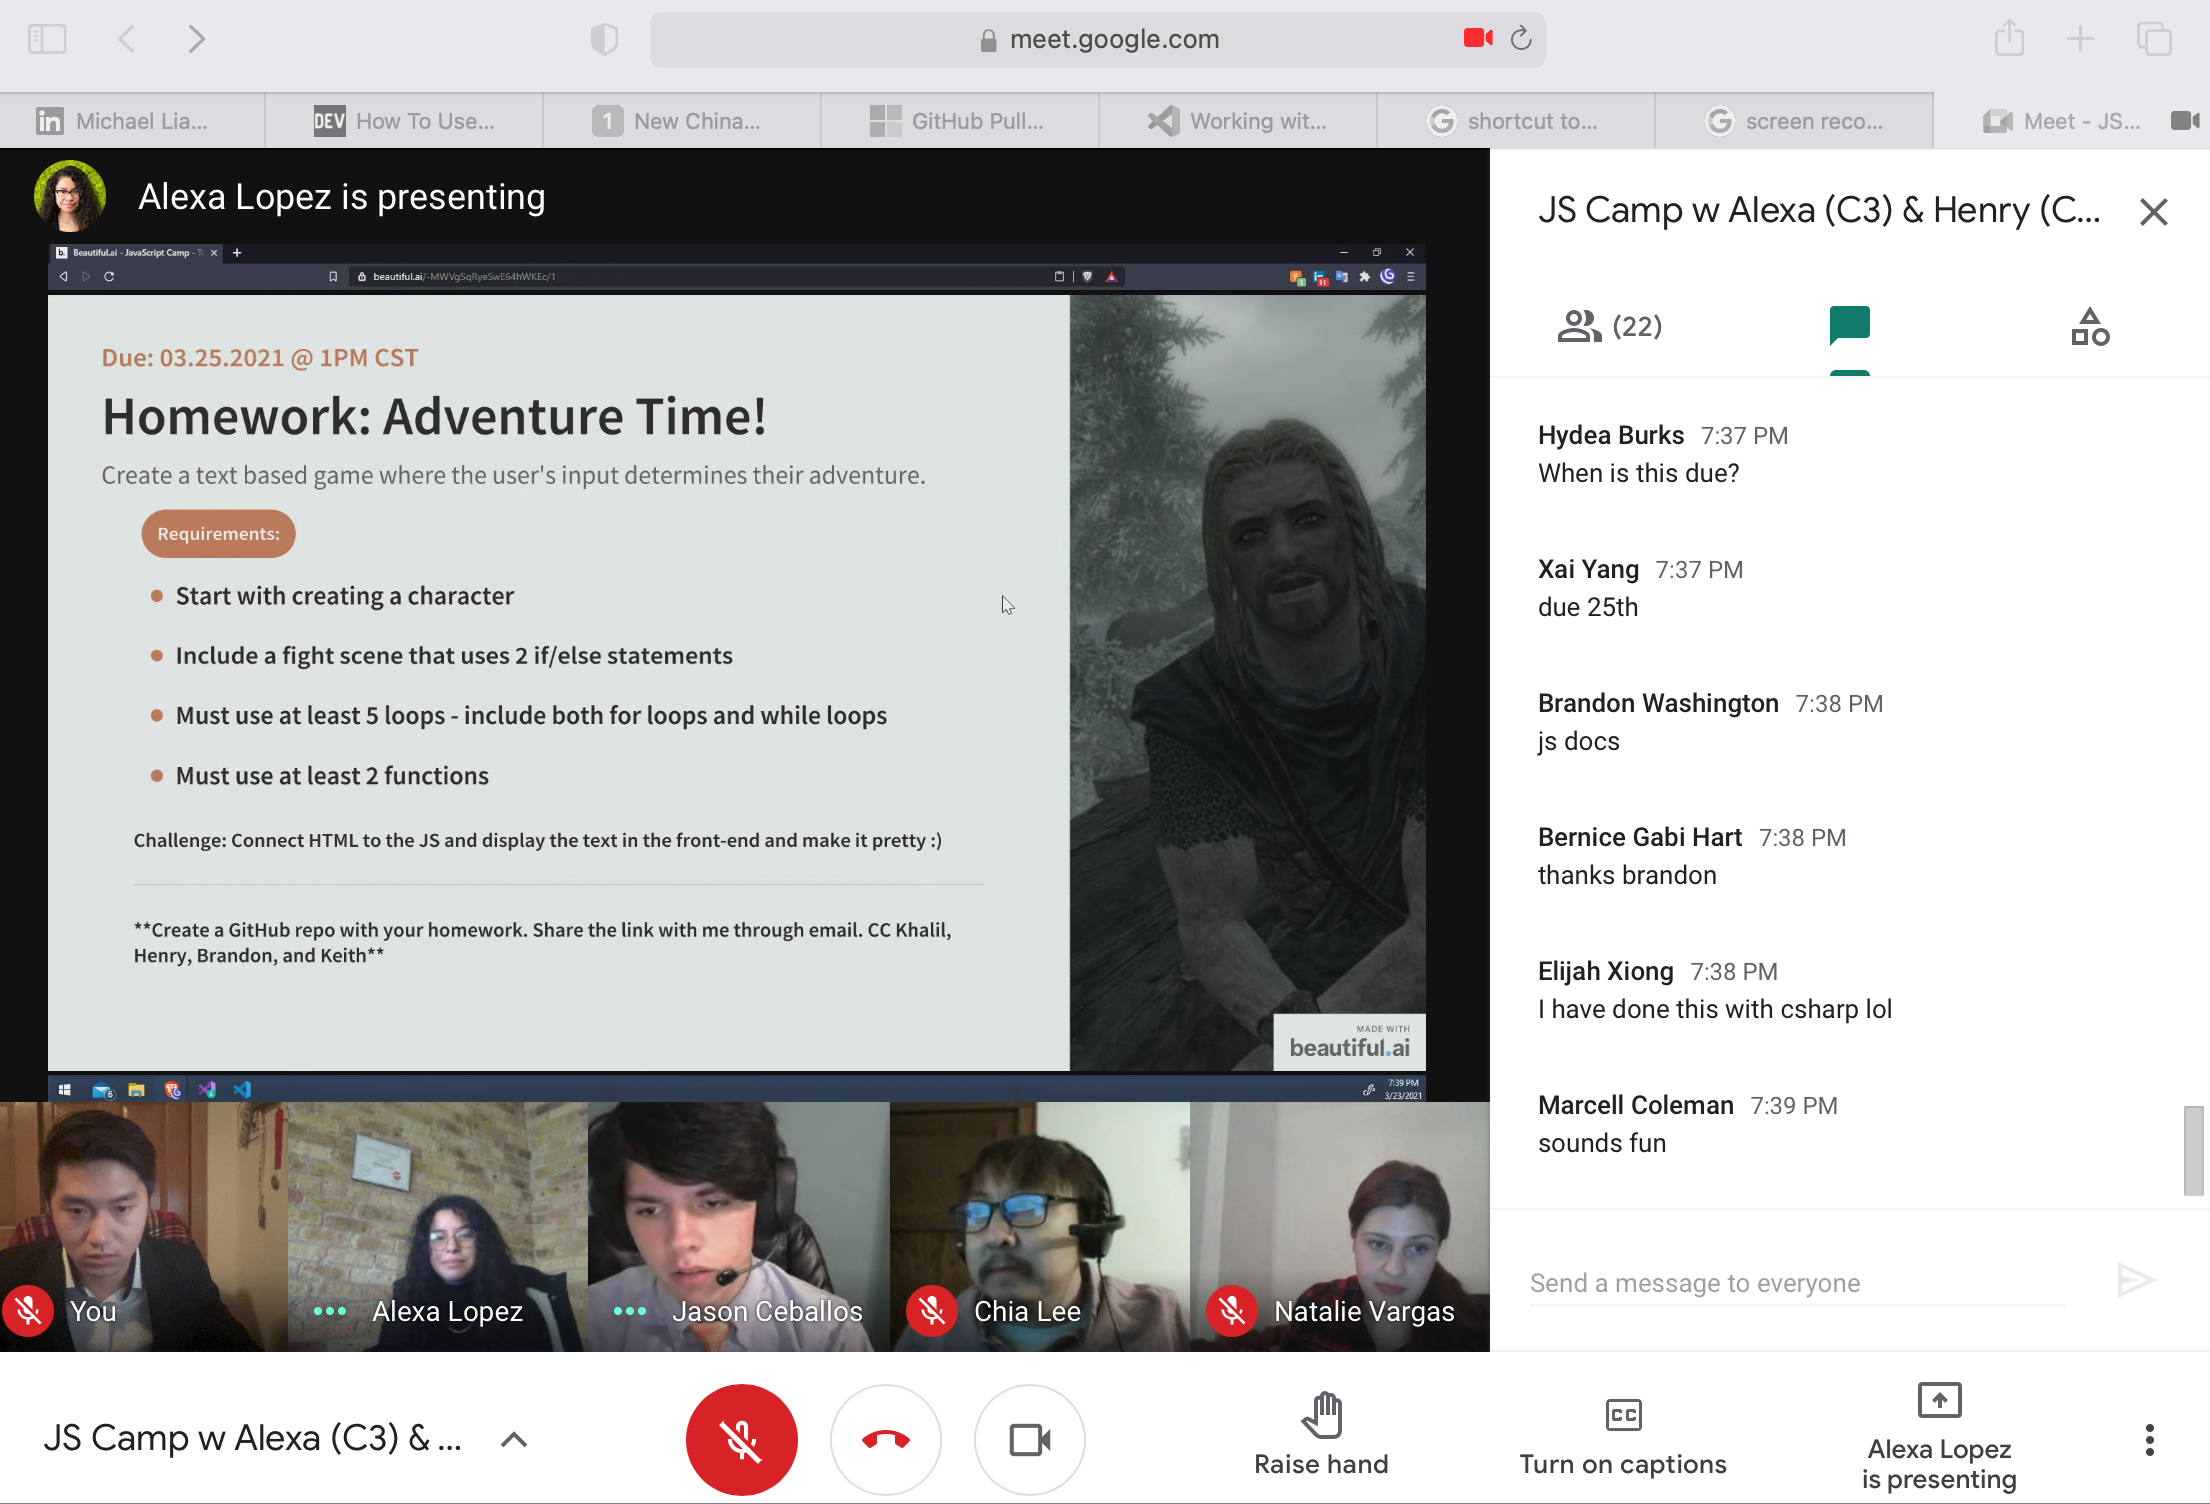 meet.google.com
in Michael Lia...
DEV How To Use...
1 New China...
GitHub Pull...
Working wit...
G shortcut to...
G screen reco...
Meet - JS...
Alexa Lopez is presenting
b. Beautiful.ai - JavaScript Camp - T
beautiful.ai/-MWVgSqRyeSwE64hWKEc/1
Due: 03.25.2021 @ 1PM CST
Homework: Adventure Time!
Create a text based game where the user's input determines their adventure.
Requirements:
Start with creating a character
Include a fight scene that uses 2 if/else statements
Must use at least 5 loops - include both for loops and while loops
Must use at least 2 functions
Challenge: Connect HTML to the JS and display the text in the front-end and make it pretty :)
**Create a GitHub repo with your homework. Share the link with me through email. CC Khalil,
Henry, Brandon, and Keith**
MADE WITH
beautiful.ai
6
7:39 PM
3/23/2021
You
Alexa Lopez
Jason Ceballos
Chia Lee
Natalie Vargas
JS Camp w Alexa (C3) & Henry (C...
(22)
Hydea Burks 7:37 PM
When is this due?
Xai Yang 7:37 PM
due 25th
Brandon Washington 7:38 PM
js docs
Bernice Gabi Hart 7:38 PM
thanks brandon
Elijah Xiong 7:38 PM
I have done this with csharp lol
Marcell Coleman 7:39 PM
sounds fun
Send a message to everyone
JS Camp w Alexa (C3) & ...
Raise hand
CC
Turn on captions
Alexa Lopez
is presenting